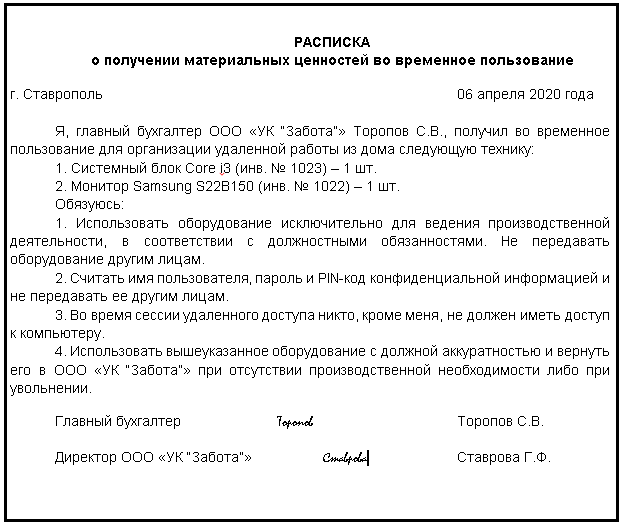 РАСПИСКА
о получении материальных ценностей во временное пользование
г. Ставрополь 06 апреля 2020 года
Я, главный бухгалтер ООО «УК "Забота"» Торопов С.В., получил во временное
пользование для организации удаленной работы из дома следующую технику:
1. Системный блок Core i3 (инв. № 1023) – 1 шт.
2. Монитор Samsung S22B150 (инв. № 1022) – 1 шт.
Обязуюсь:
1. Использовать оборудование исключительно для ведения производственной
деятельности, в соответствии с должностными обязанностями. Не передавать
оборудование другим лицам.
2. Считать имя пользователя, пароль и PIN-код конфиденциальной информацией и
не передавать ее другим лицам.
3. Во время сессии удаленного доступа никто, кроме меня, не должен иметь доступ
к компьютеру.
4. Использовать вышеуказанное оборудование с должной аккуратностью и вернуть
его в ООО «УК "Забота"» при отсутствии производственной необходимости либо при
увольнении.
Главный бухгалтер Торопов Торопов С.В.
Директор ООО «УК "Забота"» Ставрова Ставрова Г.Ф.